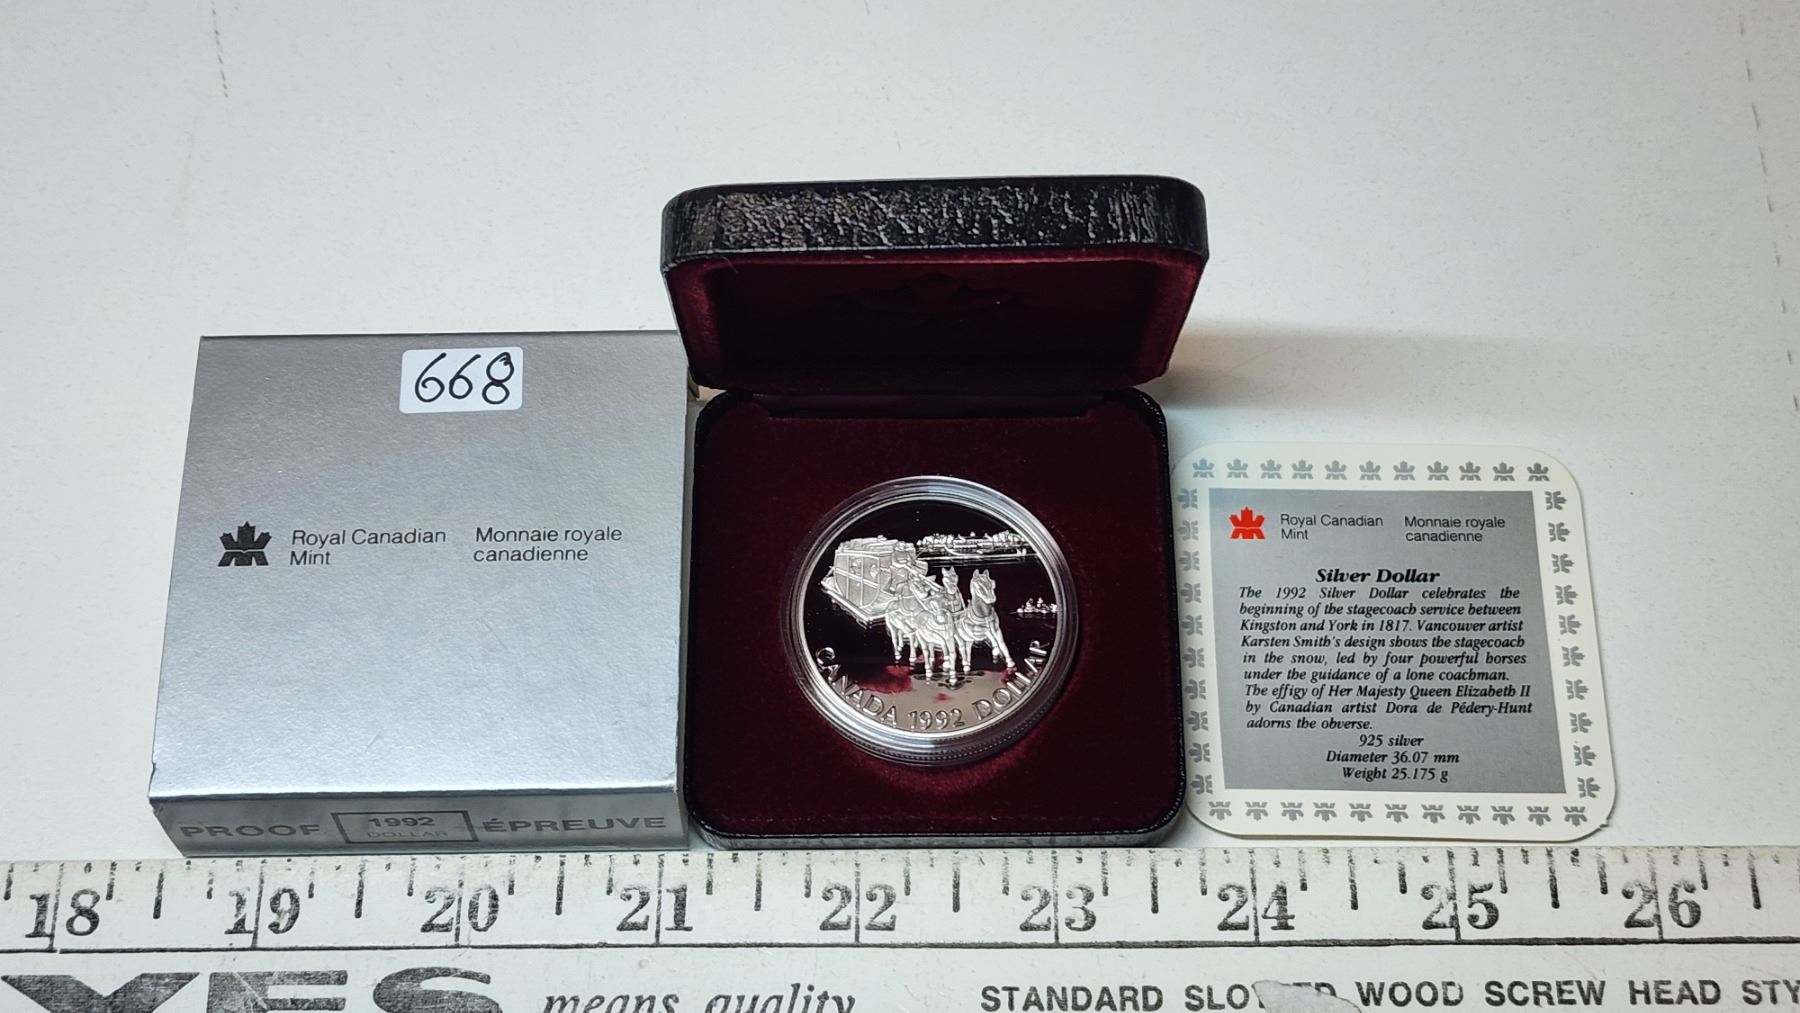 668
Royal Canadian
Mint
Monnaie royale
canadienne
PROOF 1992 ÉPREUVE
DOLLAR
CANADA 1992 DOLLAR
Royal Canadian
Mint
Monnaie royale
canadienne
Silver Dollar
The 1992 Silver Dollar celebrates the
beginning of the stagecoach service between
Kingston and York in 1817. Vancouver artist
Karsten Smith's design shows the stagecoach
in the snow, led by four powerful horses
under the guidance of a lone coachman.
The effigy of Her Majesty Queen Elizabeth II
by Canadian artist Dora de Pédery-Hunt
adorns the obverse.
925 silver
Diameter 36.07 mm
Weight 25.175 g
18 19 20 21 22 23 24 25 26
YES means quality STANDARD WOOD SCREW HEAD STY